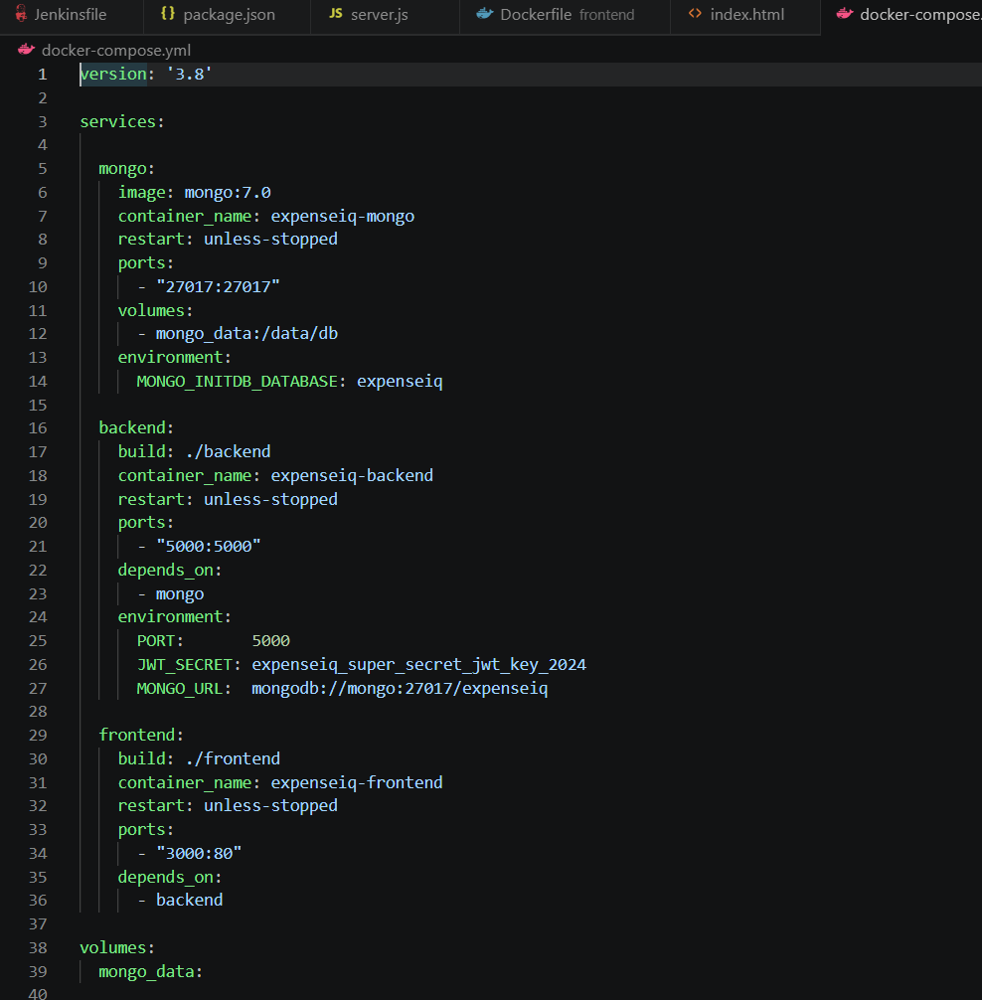 Jenkinsfile {} package.json JS server.js Dockerfile frontend <> index.html docker-compose.
docker-compose.yml
1 version: '3.8'
2
3 services:
4
5   mongo:
6     image: mongo:7.0
7     container_name: expenseiq-mongo
8     restart: unless-stopped
9     ports:
10       - "27017:27017"
11     volumes:
12       - mongo_data:/data/db
13     environment:
14       MONGO_INITDB_DATABASE: expenseiq
15
16   backend:
17     build: ./backend
18     container_name: expenseiq-backend
19     restart: unless-stopped
20     ports:
21       - "5000:5000"
22     depends_on:
23       - mongo
24     environment:
25       PORT:       5000
26       JWT_SECRET: expenseiq_super_secret_jwt_key_2024
27       MONGO_URL:  mongodb://mongo:27017/expenseiq
28
29   frontend:
30     build: ./frontend
31     container_name: expenseiq-frontend
32     restart: unless-stopped
33     ports:
34       - "3000:80"
35     depends_on:
36       - backend
37
38 volumes:
39   mongo_data:
40